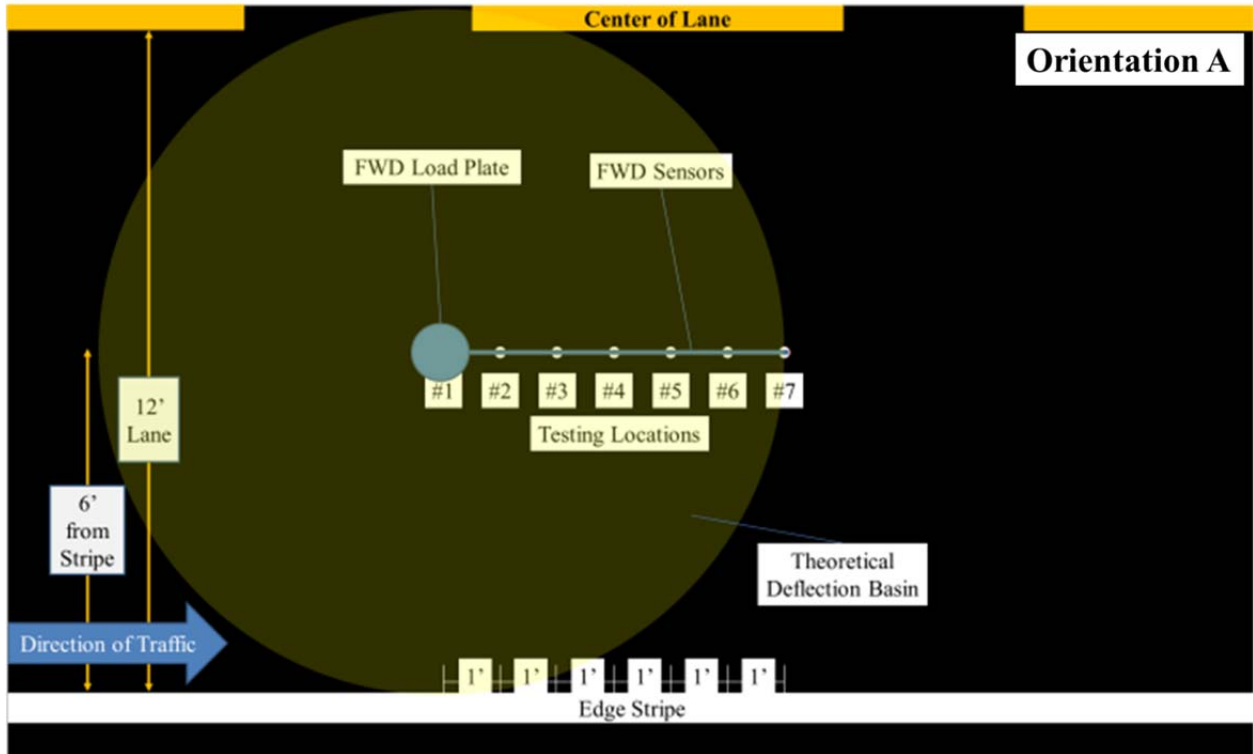 Center of Lane
Orientation A
FWD Load Plate
FWD Sensors
#1 #2 #3 #4 #5 #6 #7
Testing Locations
12’
Lane
6’
from
Stripe
Theoretical
Deflection Basin
Direction of Traffic
1’ 1’ 1’ 1’ 1’ 1’
Edge Stripe